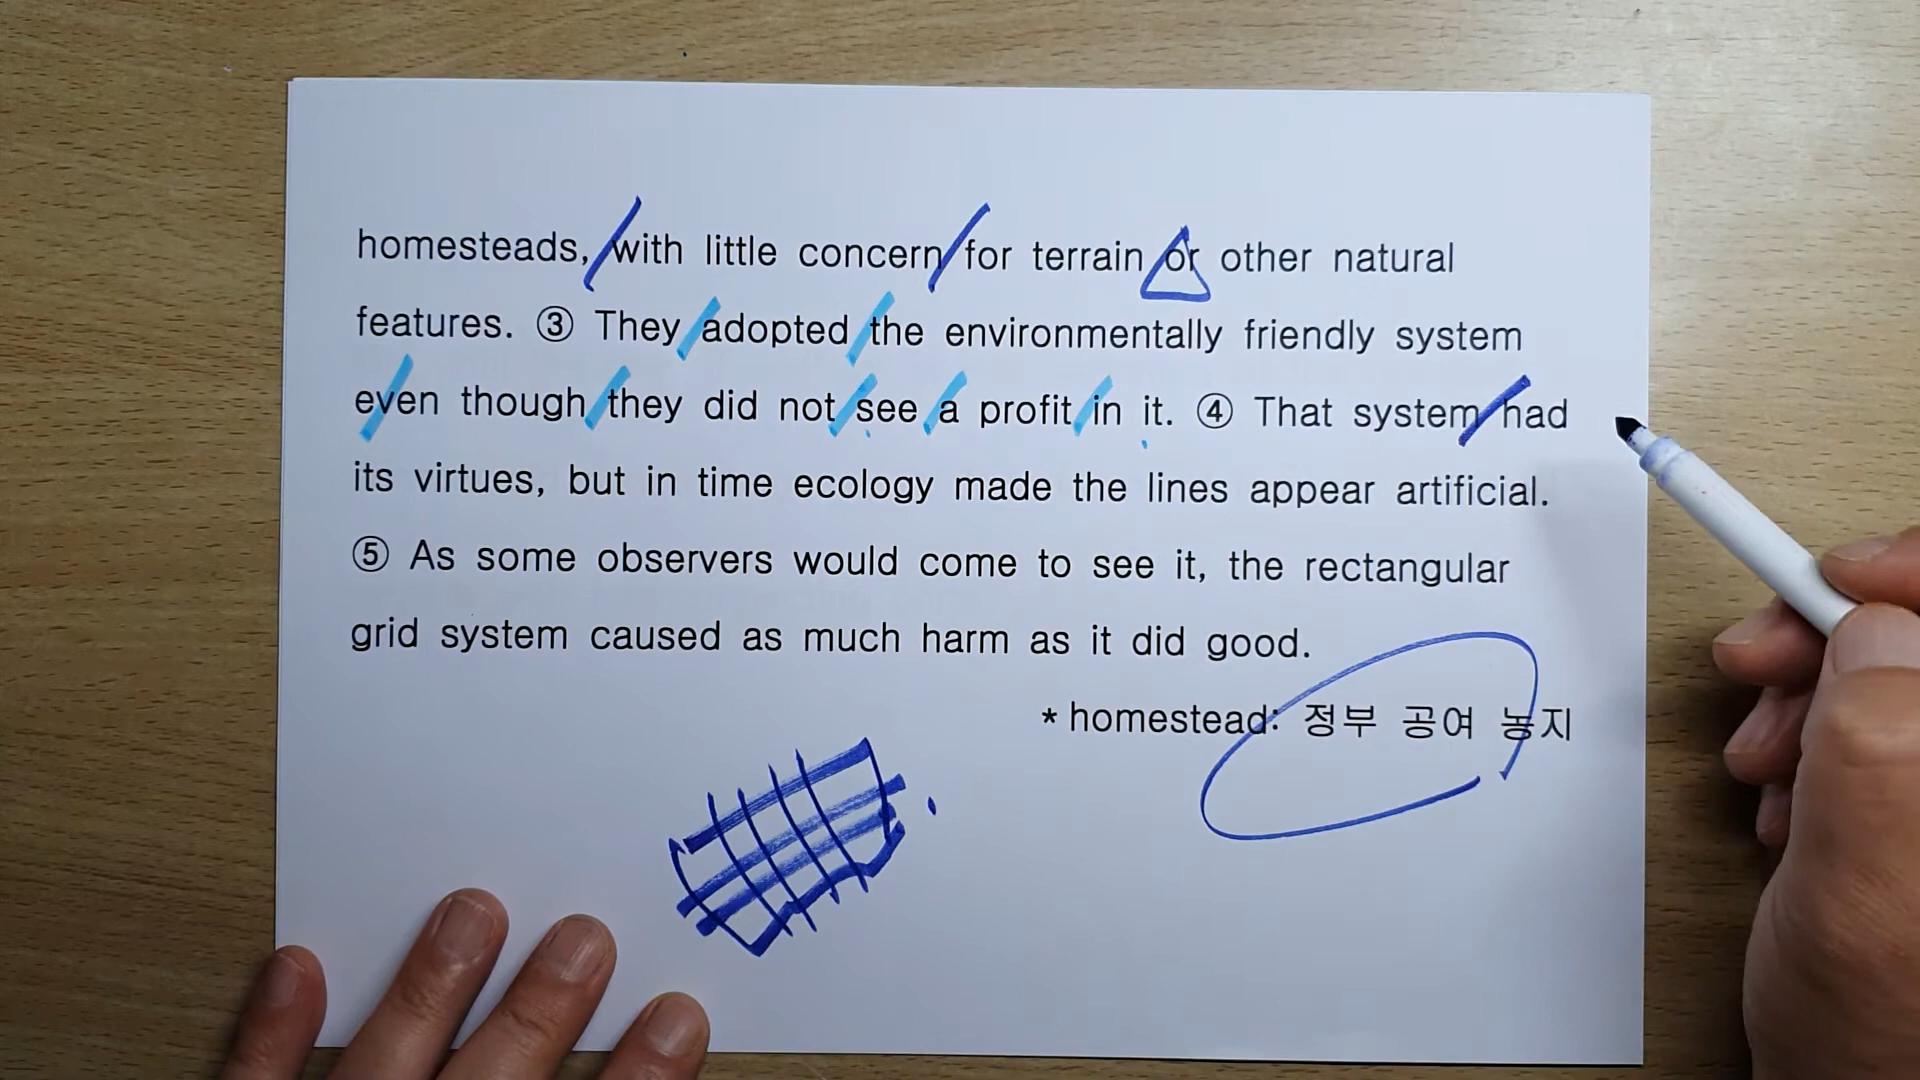 homesteads, with little concern for terrain or other natural
features. ③ They adopted the environmentally friendly system
even though they did not see a profit in it. ④ That system had
its virtues, but in time ecology made the lines appear artificial.
⑤ As some observers would come to see it, the rectangular
grid system caused as much harm as it did good.
* homestead: 정부 공여 농지